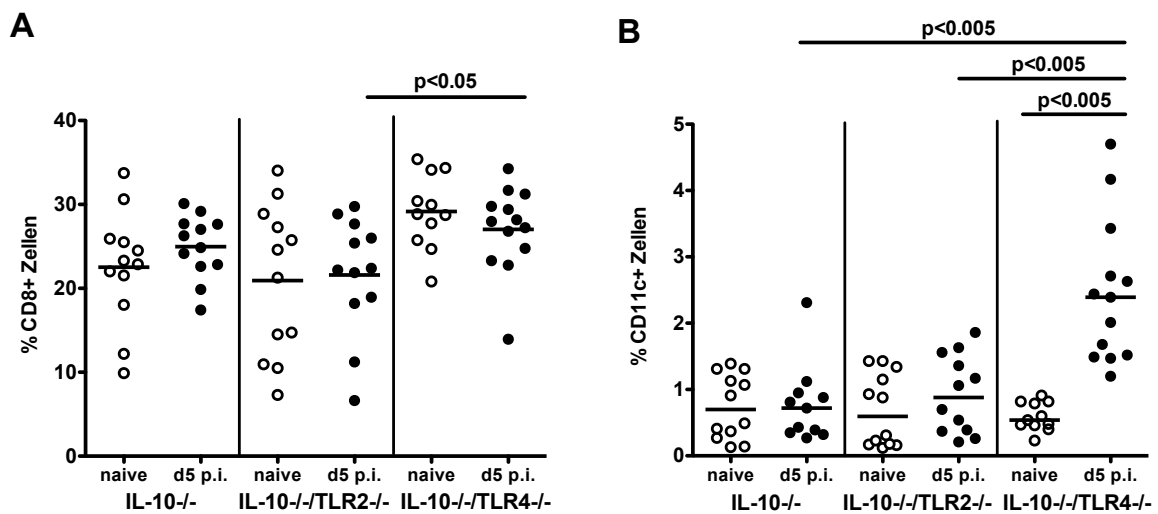 A
p<0.05
% CD8+ Zellen
40
30
20
10
0
naive d5 p.i. naive d5 p.i. naive d5 p.i.
IL-10-/- IL-10-/-/TLR2-/- IL-10-/-/TLR4-/-
B
p<0.005
p<0.005
p<0.005
% CD11c+ Zellen
5
4
3
2
1
0
naive d5 p.i. naive d5 p.i. naive d5 p.i.
IL-10-/- IL-10-/-/TLR2-/- IL-10-/-/TLR4-/-